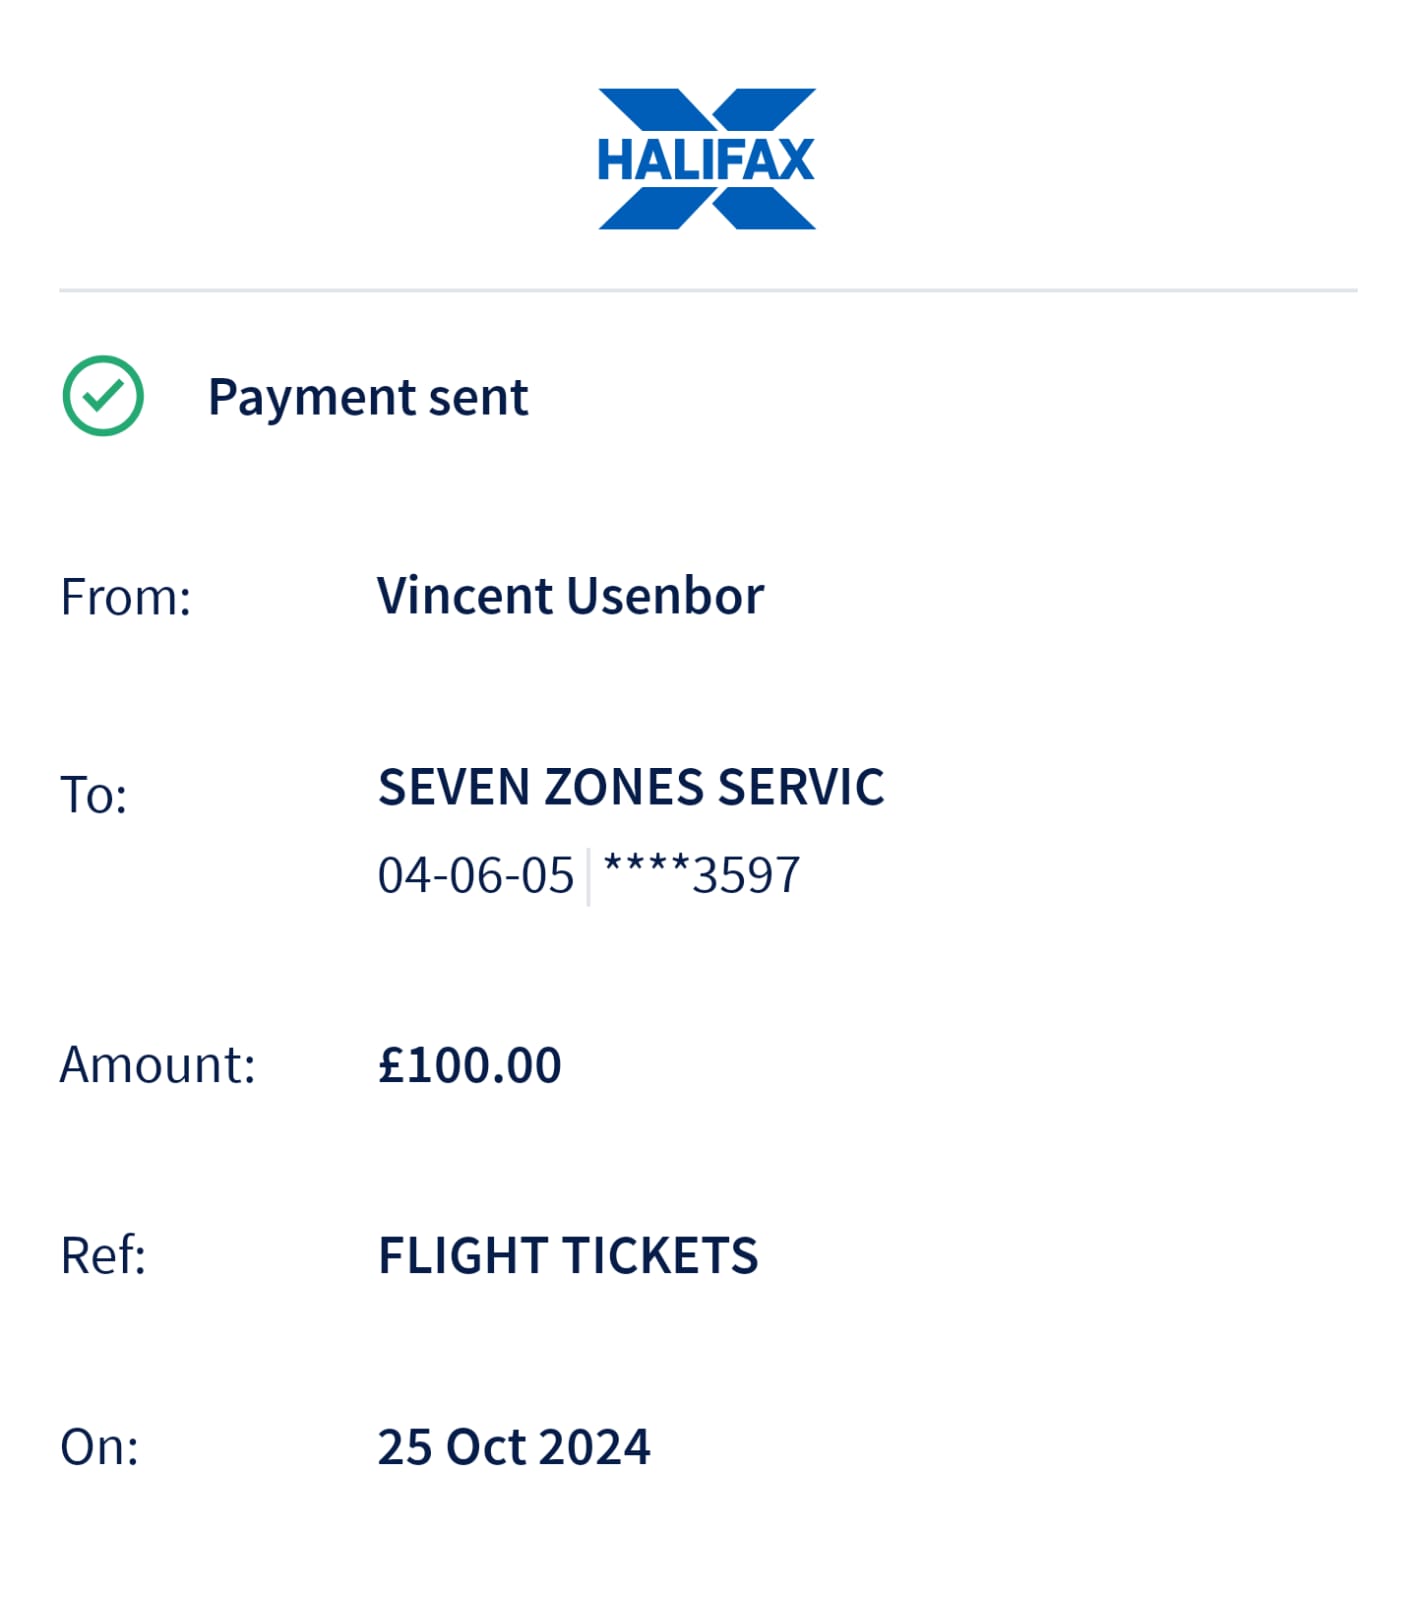 HALIFAX
Payment sent
From: Vincent Usenbor
To: SEVEN ZONES SERVIC
04-06-05 | ****3597
Amount: £100.00
Ref: FLIGHT TICKETS
On: 25 Oct 2024